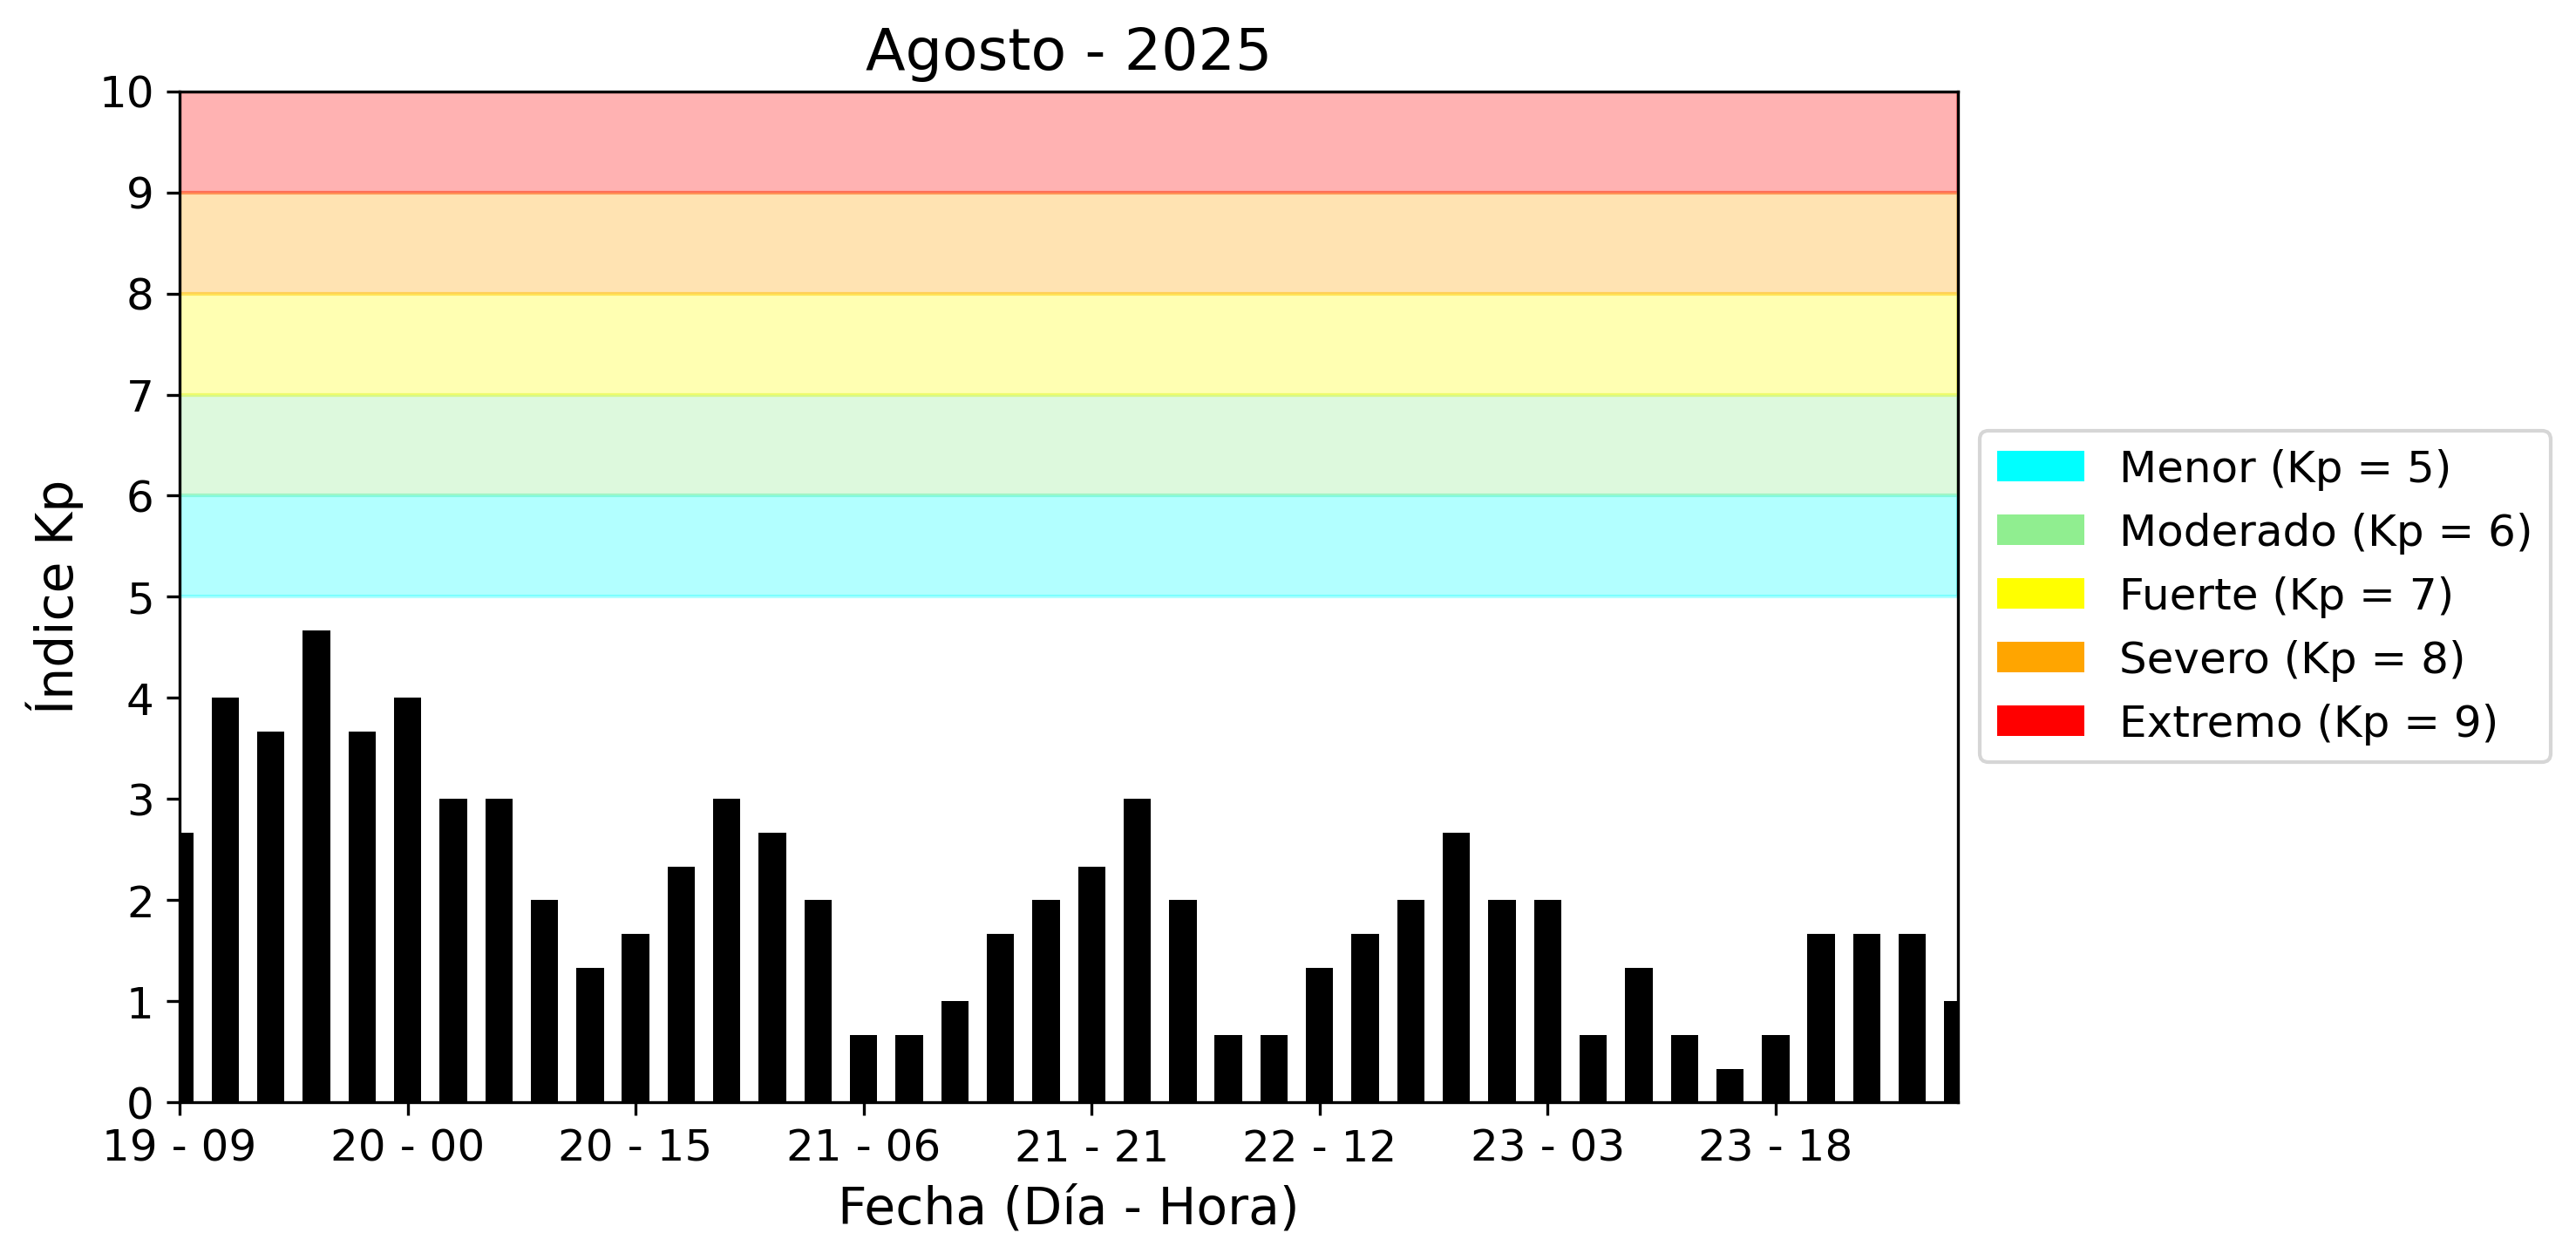 Agosto - 2025
10
9
8
7
6
5
4
3
2
1
0
Índice Kp
19 - 09
20 - 00
20 - 15
21 - 06
21 - 21
22 - 12
23 - 03
23 - 18
Fecha (Día - Hora)
Menor (Kp = 5)
Moderado (Kp = 6)
Fuerte (Kp = 7)
Severo (Kp = 8)
Extremo (Kp = 9)